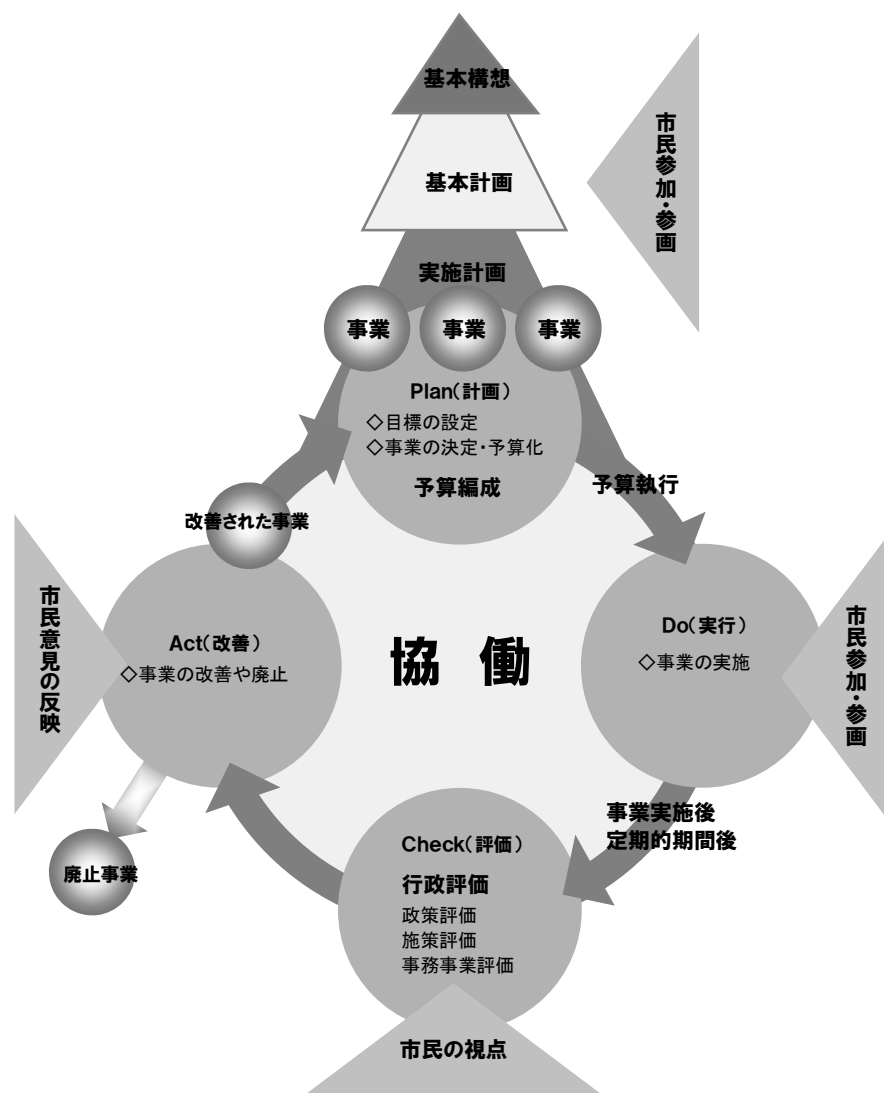 基本構想
基本計画
市民参加・参画
実施計画
事業
事業
事業
Plan(計画)
◇目標の設定
◇事業の決定・予算化
予算編成
予算執行
改善された事業
市民意見の反映
Act(改善)
◇事業の改善や廃止
協働
Do(実行)
◇事業の実施
市民参加・参画
事業実施後
定期的期間後
廃止事業
Check(評価)
行政評価
政策評価
施策評価
事務事業評価
市民の視点